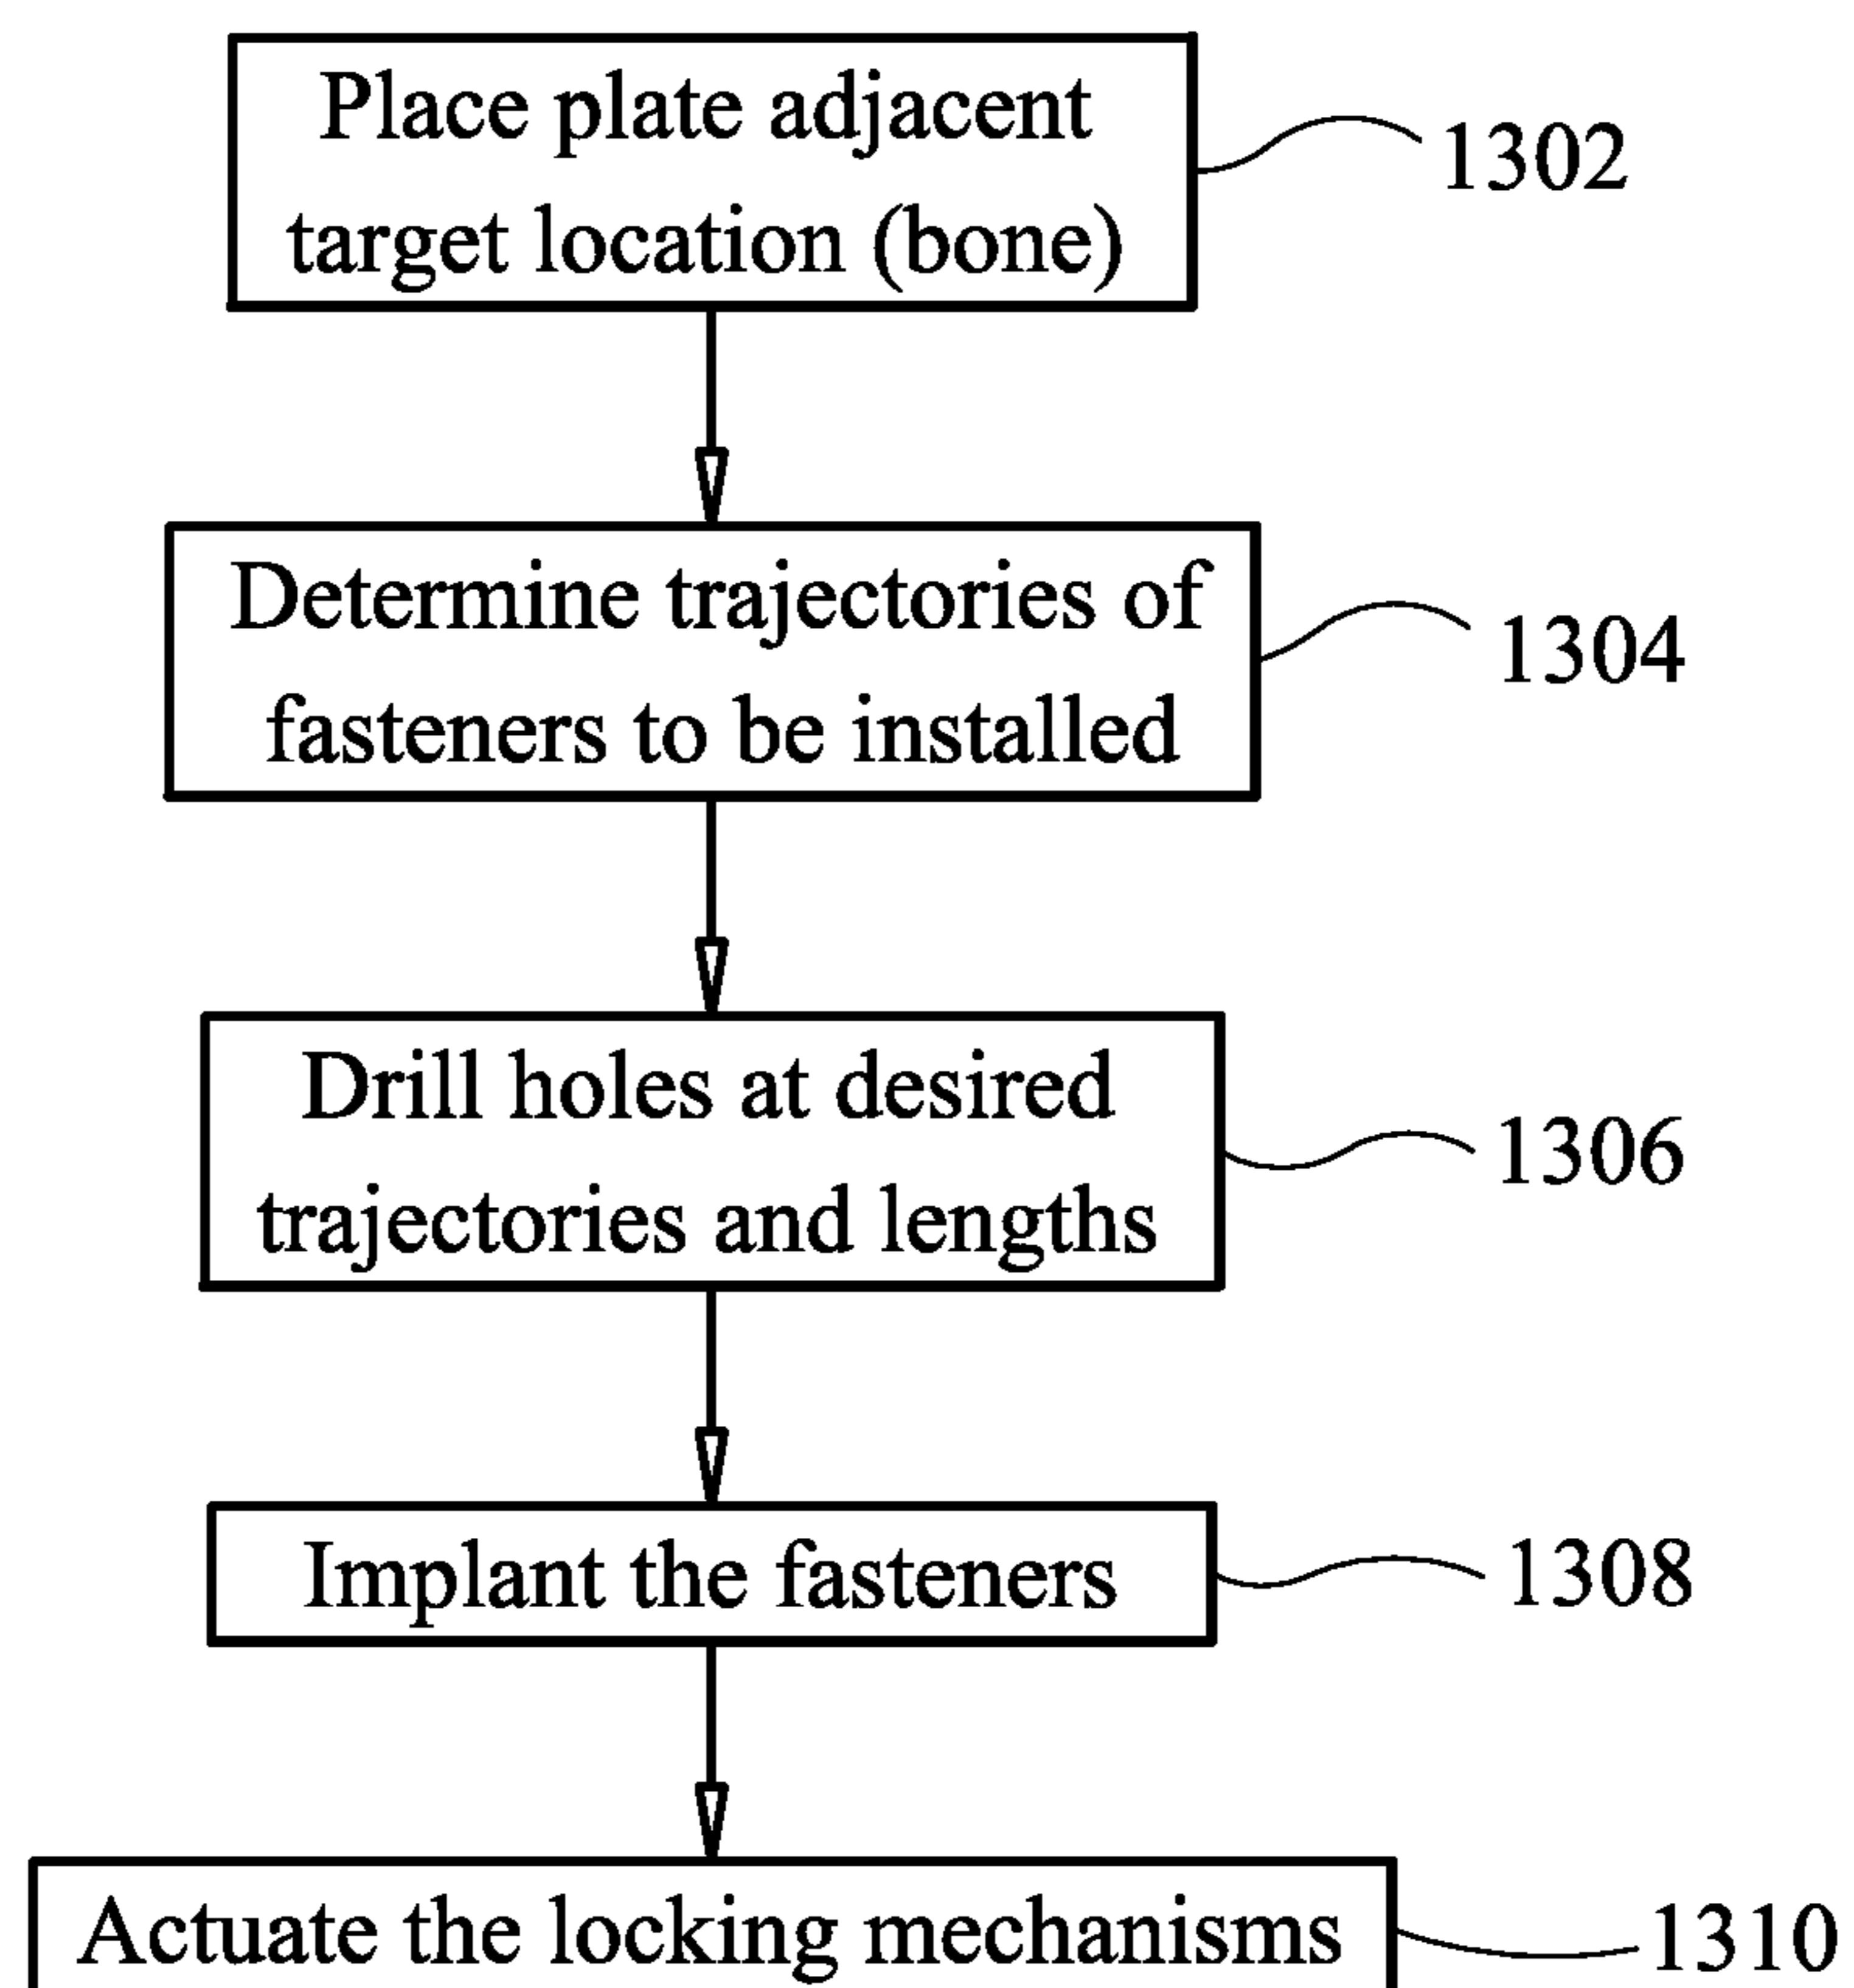 Place plate adjacent
target location (bone)
1302
Determine trajectories of
fasteners to be installed
1304
Drill holes at desired
trajectories and lengths
1306
Implant the fasteners
1308
Actuate the locking mechanisms
1310